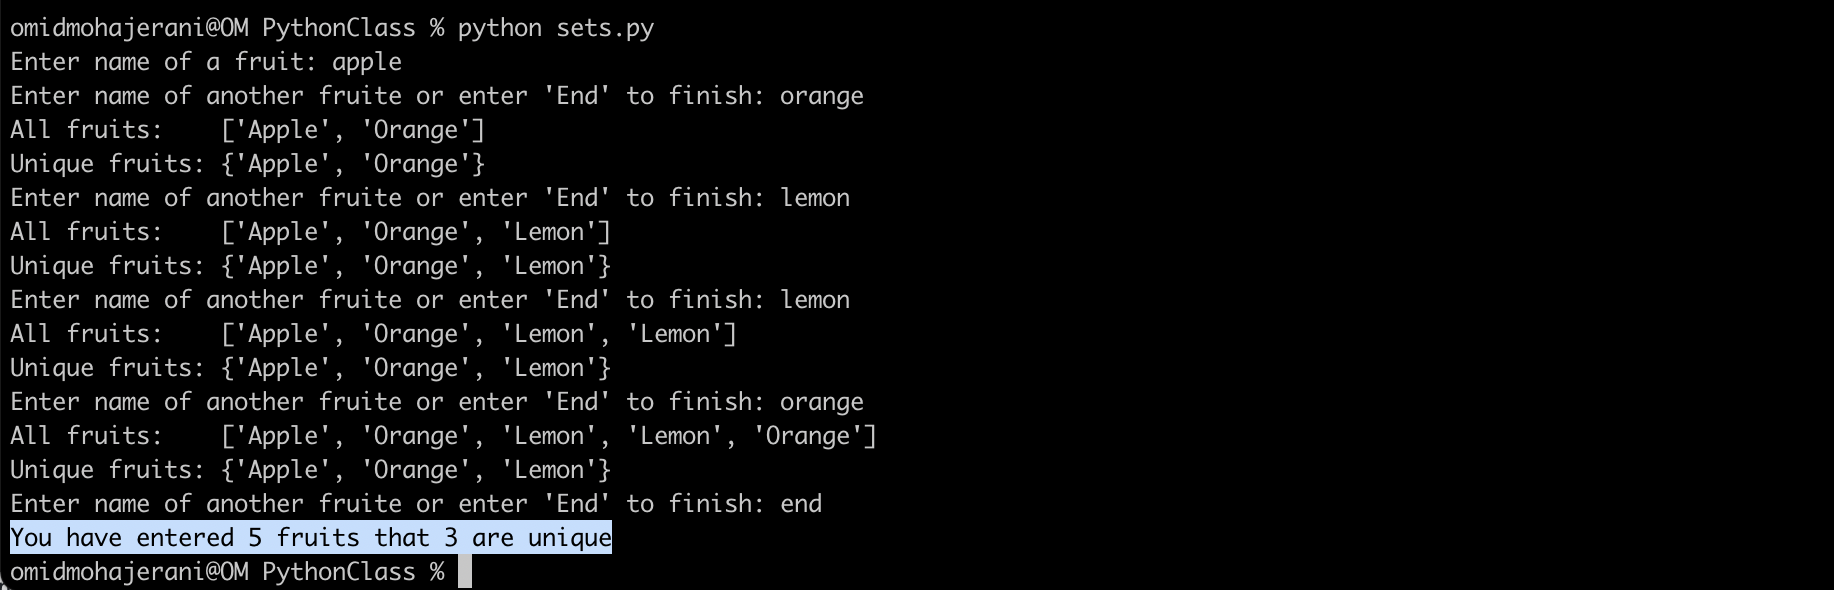 omidmohajerani@OM PythonClass % python sets.py
Enter name of a fruit: apple
Enter name of another fruite or enter 'End' to finish: orange
All fruits:    ['Apple', 'Orange']
Unique fruits: {'Apple', 'Orange'}
Enter name of another fruite or enter 'End' to finish: lemon
All fruits:    ['Apple', 'Orange', 'Lemon']
Unique fruits: {'Apple', 'Orange', 'Lemon'}
Enter name of another fruite or enter 'End' to finish: lemon
All fruits:    ['Apple', 'Orange', 'Lemon', 'Lemon']
Unique fruits: {'Apple', 'Orange', 'Lemon'}
Enter name of another fruite or enter 'End' to finish: orange
All fruits:    ['Apple', 'Orange', 'Lemon', 'Lemon', 'Orange']
Unique fruits: {'Apple', 'Orange', 'Lemon'}
Enter name of another fruite or enter 'End' to finish: end
You have entered 5 fruits that 3 are unique
omidmohajerani@OM PythonClass %